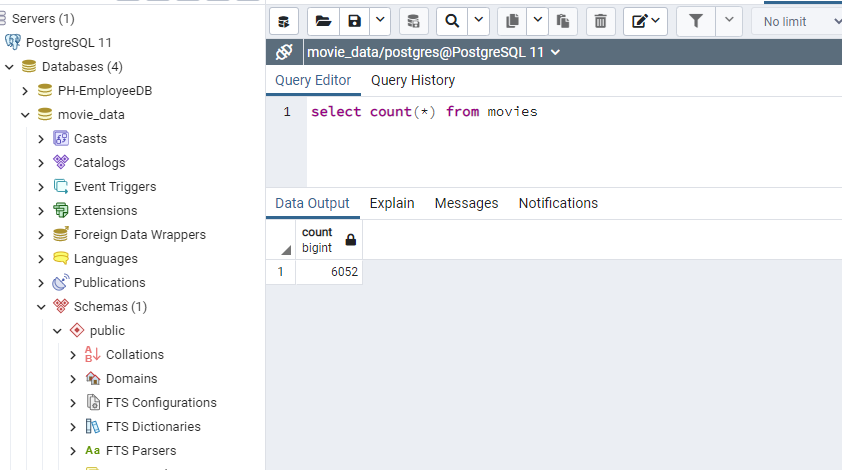 Servers (1)
PostgreSQL 11
Databases (4)
PH-EmployeeDB
movie_data
Casts
Catalogs
Event Triggers
Extensions
Foreign Data Wrappers
Languages
Publications
Schemas (1)
public
Collations
Domains
FTS Configurations
FTS Dictionaries
Aa FTS Parsers
No limit
movie_data/postgres@PostgreSQL 11
Query Editor Query History
1 select count(*) from movies
Data Output Explain Messages Notifications
count
bigint
1 6052